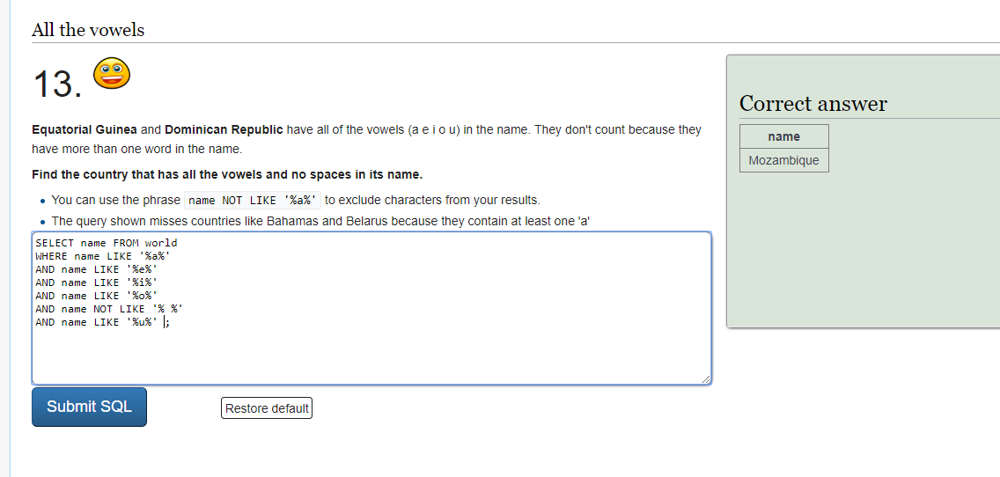 All the vowels
13.
Equatorial Guinea and Dominican Republic have all of the vowels (a e i o u) in the name. They don't count because they
have more than one word in the name.
Find the country that has all the vowels and no spaces in its name.
• You can use the phrase name NOT LIKE '%a%' to exclude characters from your results.
• The query shown misses countries like Bahamas and Belarus because they contain at least one 'a'
SELECT name FROM world
WHERE name LIKE '%a%'
AND name LIKE '%e%'
AND name LIKE '%i%'
AND name LIKE '%o%'
AND name NOT LIKE '% %'
AND name LIKE '%u%' ;
Submit SQL
Restore default
Correct answer
name
Mozambique